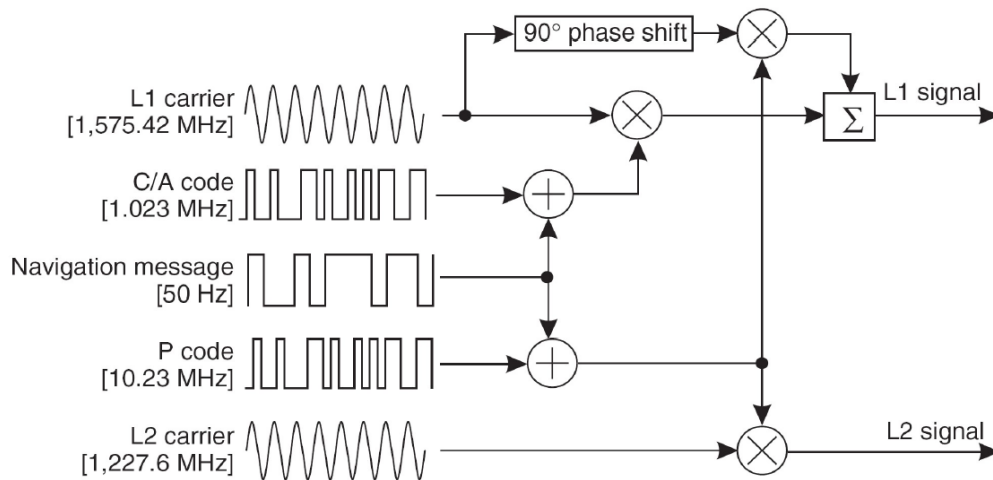 90° phase shift
L1 carrier
[1,575.42 MHz]
Σ
L1 signal
C/A code
[1.023 MHz]
Navigation message
[50 Hz]
P code
[10.23 MHz]
L2 carrier
[1,227.6 MHz]
L2 signal